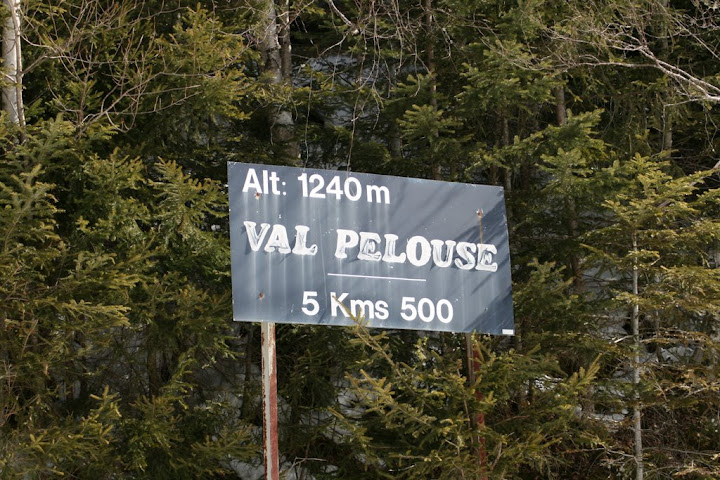 Alt: 1240 m
VAL PELOUSE
5 Kms 500